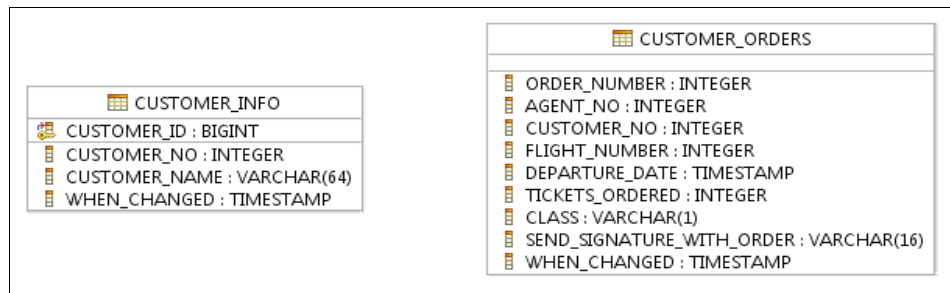 CUSTOMER_INFO
CUSTOMER_ID : BIGINT
CUSTOMER_NO : INTEGER
CUSTOMER_NAME : VARCHAR(64)
WHEN_CHANGED : TIMESTAMP
CUSTOMER_ORDERS
ORDER_NUMBER : INTEGER
AGENT_NO : INTEGER
CUSTOMER_NO : INTEGER
FLIGHT_NUMBER : INTEGER
DEPARTURE_DATE : TIMESTAMP
TICKETS_ORDERED : INTEGER
CLASS : VARCHAR(1)
SEND_SIGNATURE_WITH_ORDER : VARCHAR(16)
WHEN_CHANGED : TIMESTAMP